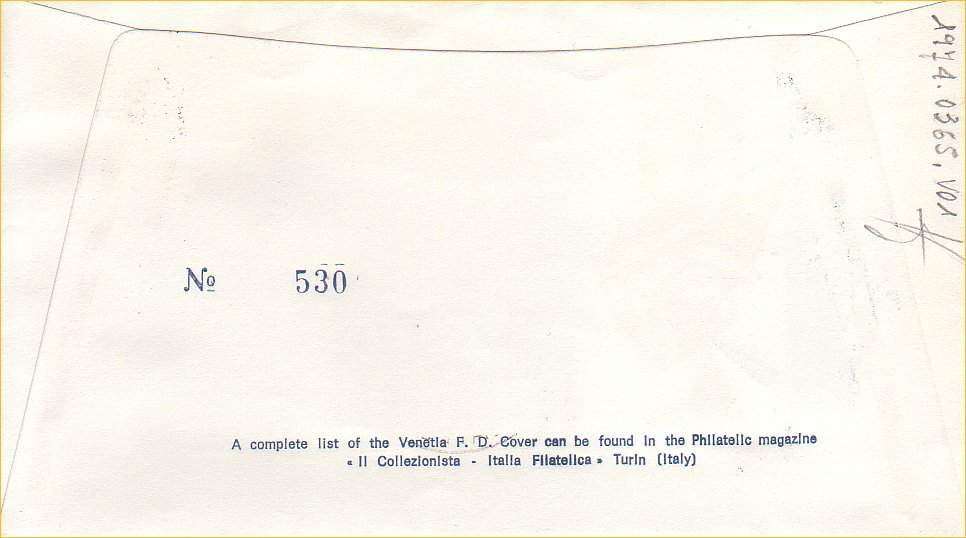 1974.0365.V01
No 530
A complete list of the Venetia F. D. Cover can be found in the Philatelic magazine
« Il Collezionista - Italia Filatelica » Turin (Italy)